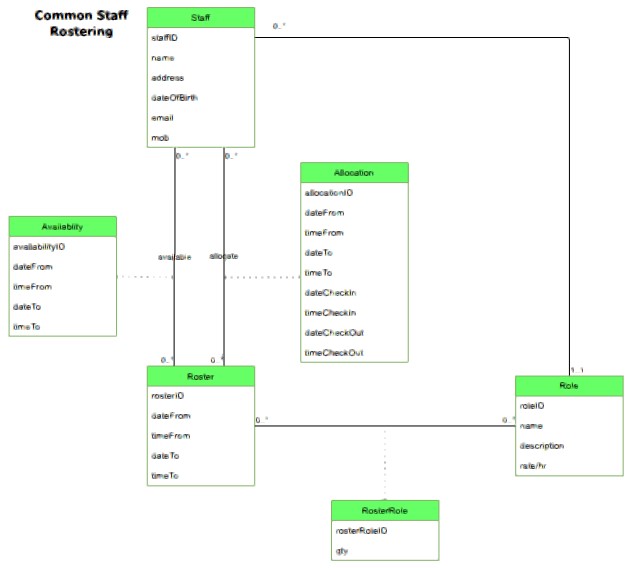 Common Staff
Rostering
Staff
staffID
name
address
dateOfBirth
email
mob
0..*
0..*
0..*
Allocation
allocationID
dateFrom
timeFrom
dateTo
timeTo
dateCheckIn
timeCheckIn
dateCheckOut
timeCheckOut
Availablity
availabilityID
dateFrom
timeFrom
dateTo
timeTo
available
allocate
0..*
0..*
Roster
rosterID
dateFrom
timeFrom
dateTo
timeTo
1..1
Role
roleID
name
description
rate/hr
0..*
0..*
RosterRole
rosterRoleID
qty